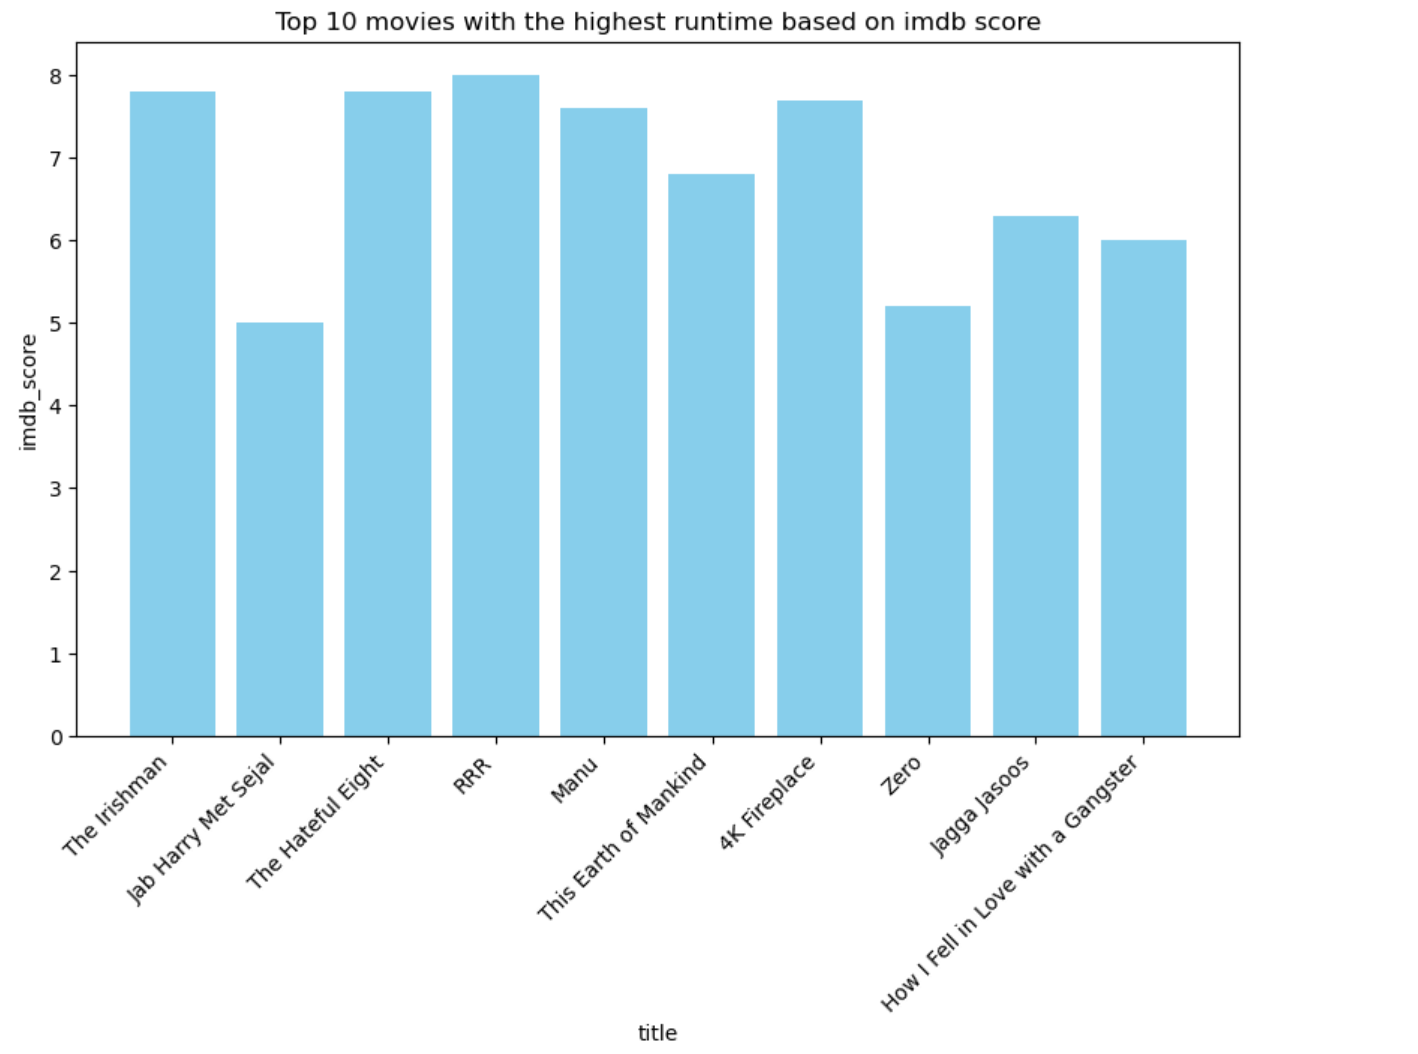 Top 10 movies with the highest runtime based on imdb score
8
7
6
5
4
3
2
1
0
imdb_score
The Irishman
Jab Harry Met Sejal
The Hateful Eight
RRR
Manu
This Earth of Mankind
4K Fireplace
Zero
Jagga Jasoos
How I Fell in Love with a Gangster
title